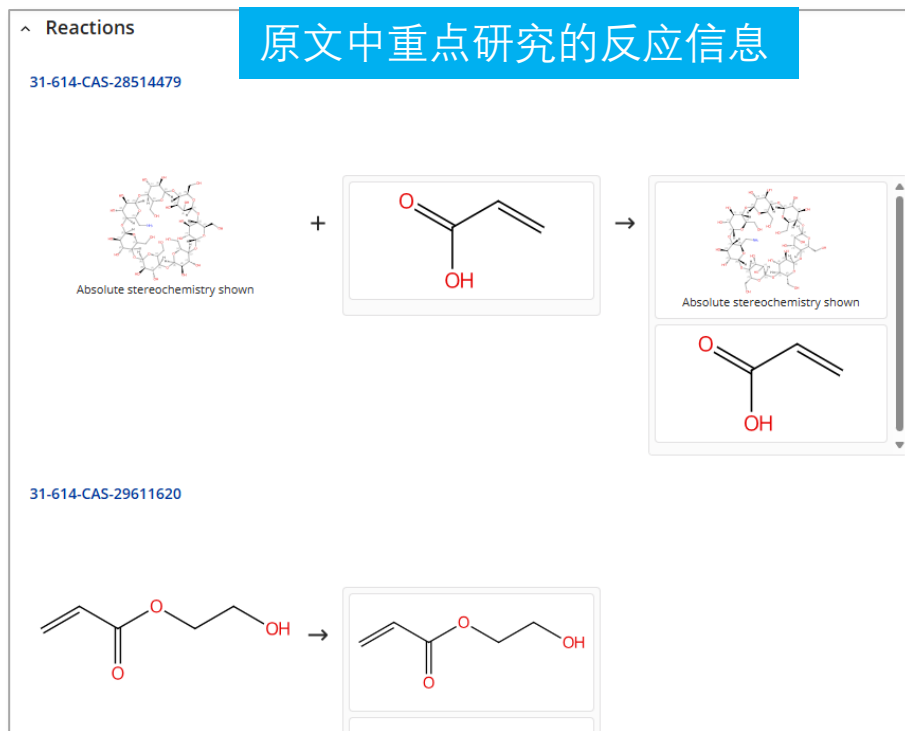 Reactions
原文中重点研究的反应信息
31-614-CAS-28514479
+
O
OH
→
Absolute stereochemistry shown
Absolute stereochemistry shown
O
OH
31-614-CAS-29611620
O
OH
O
→
O
OH
O